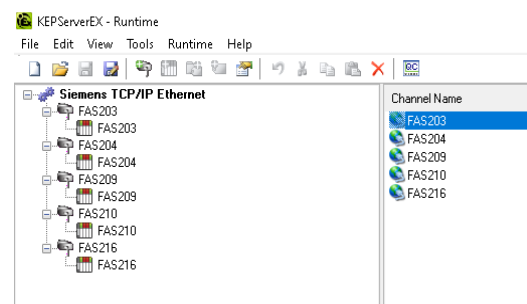 KEPServerEX - Runtime
File Edit View Tools Runtime Help
QC
Siemens TCP/IP Ethernet
FAS203
FAS203
FAS204
FAS204
FAS209
FAS209
FAS210
FAS210
FAS216
FAS216
Channel Name
FAS203
FAS204
FAS209
FAS210
FAS216